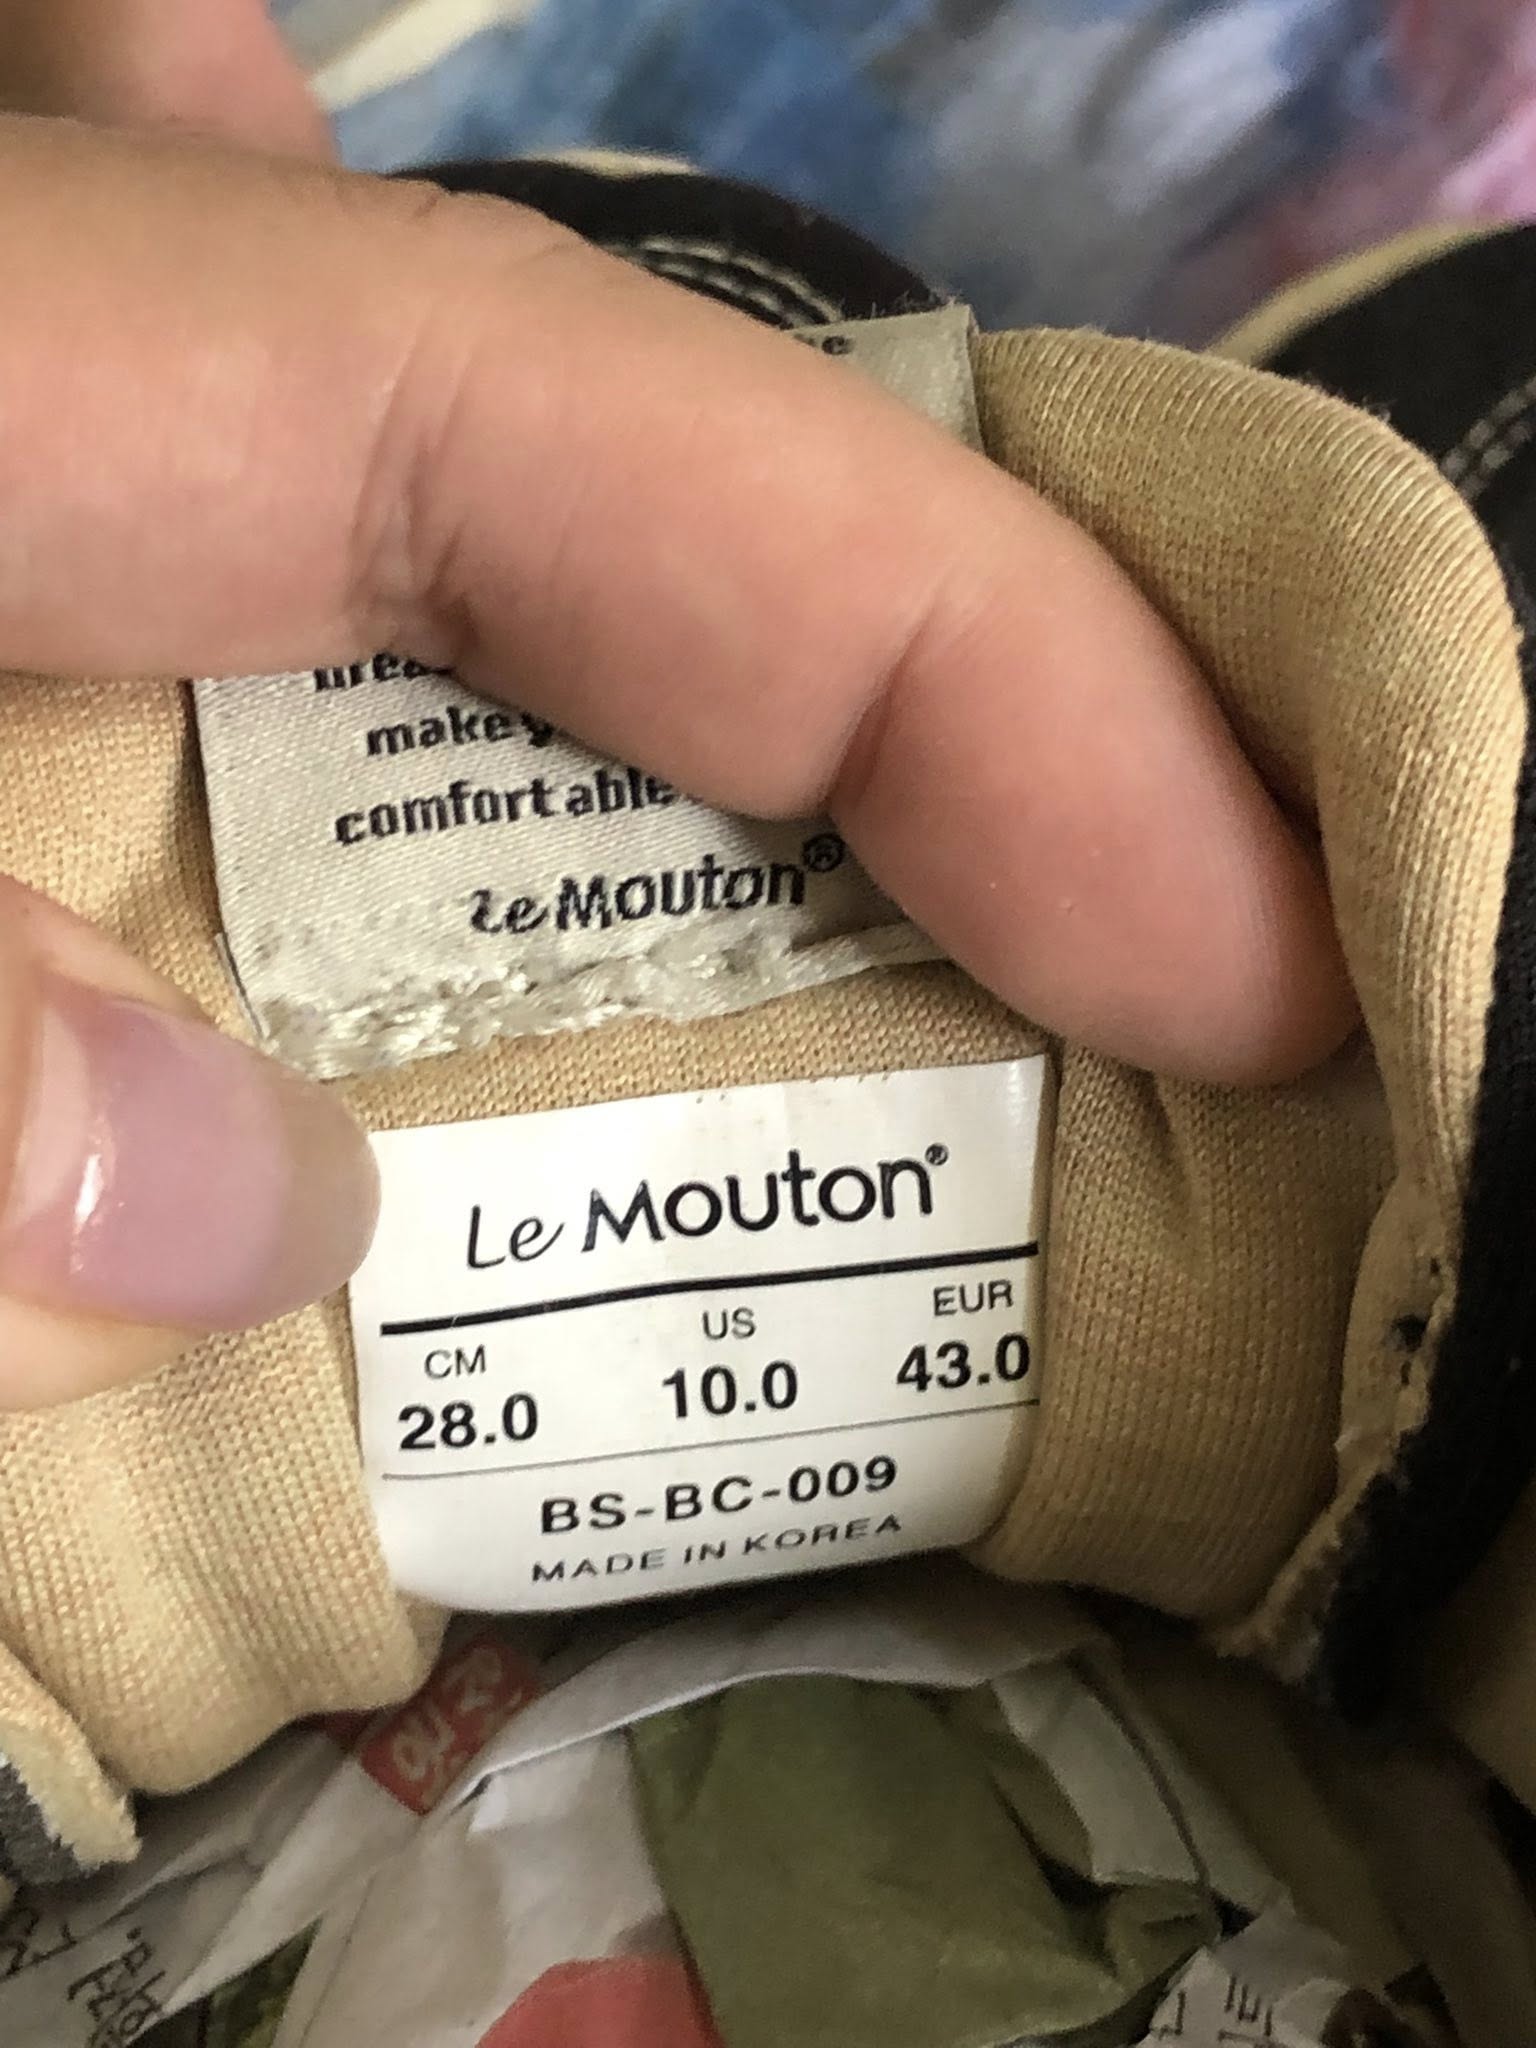 make
comfortable
Le Mouton®
Le Mouton®
CM US EUR
28.0 10.0 43.0
BS-BC-009
MADE IN KOREA